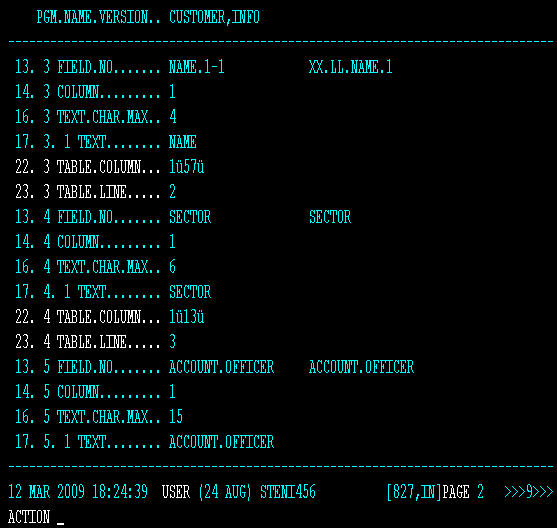 PGM.NAME.VERSION.. CUSTOMER,INFO
13. 3 FIELD.NO....... NAME.1-1 XX.LL.NAME.1
14. 3 COLUMN......... 1
16. 3 TEXT.CHAR.MAX.. 4
17. 3. 1 TEXT........ NAME
22. 3 TABLE.COLUMN... 1ü57ü
23. 3 TABLE.LINE..... 2
13. 4 FIELD.NO....... SECTOR SECTOR
14. 4 COLUMN......... 1
16. 4 TEXT.CHAR.MAX.. 6
17. 4. 1 TEXT........ SECTOR
22. 4 TABLE.COLUMN... 1ü13ü
23. 4 TABLE.LINE..... 3
13. 5 FIELD.NO....... ACCOUNT.OFFICER ACCOUNT.OFFICER
14. 5 COLUMN......... 1
16. 5 TEXT.CHAR.MAX.. 15
17. 5. 1 TEXT........ ACCOUNT.OFFICER
12 MAR 2009 18:24:39 USER (24 AUG) STENI456 [827,IN]PAGE 2 >>>9>>>
ACTION _